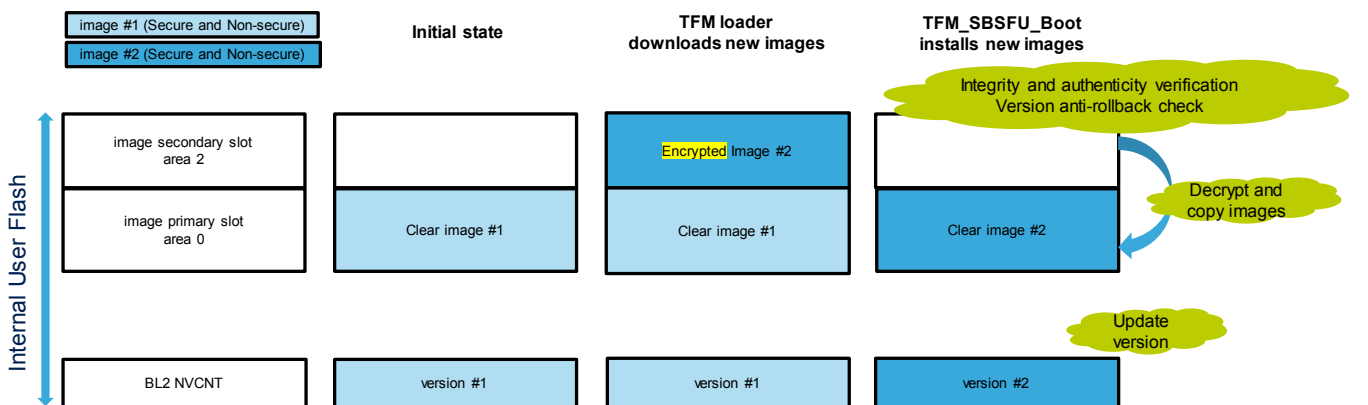 image #1 (Secure and Non-secure)
image #2 (Secure and Non-secure)
Initial state
TFM loader
downloads new images
TFM_SBSFU_Boot
installs new images
Integrity and authenticity verification
Version anti-rollback check
Internal User Flash
image secondary slot
area 2
Encrypted Image #2
image primary slot
area 0
Clear image #1
Clear image #1
Clear image #2
Decrypt and
copy images
Update
version
BL2 NVCNT
version #1
version #1
version #2